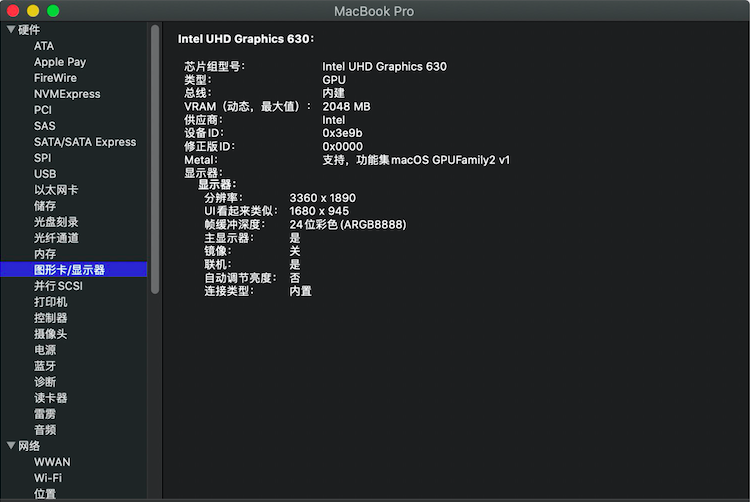 MacBook Pro
硬件
ATA
Apple Pay
FireWire
NVMExpress
PCI
SAS
SATA/SATA Express
SPI
USB
以太网卡
储存
光盘刻录
光纤通道
内存
图形卡/显示器
并行SCSI
打印机
控制器
摄像头
电源
蓝牙
诊断
读卡器
雷雳
音频
网络
WWAN
Wi-Fi
位置
Intel UHD Graphics 630：
芯片组型号： Intel UHD Graphics 630
类型： GPU
总线： 内建
VRAM（动态，最大值）： 2048 MB
供应商： Intel
设备ID： 0x3e9b
修正版ID： 0x0000
Metal： 支持，功能集macOS GPUFamily2 v1
显示器：
显示器：
分辨率： 3360 x 1890
UI看起来类似： 1680 x 945
帧缓冲深度： 24位彩色 (ARGB8888)
主显示器： 是
镜像： 关
联机： 是
自动调节亮度： 否
连接类型： 内置